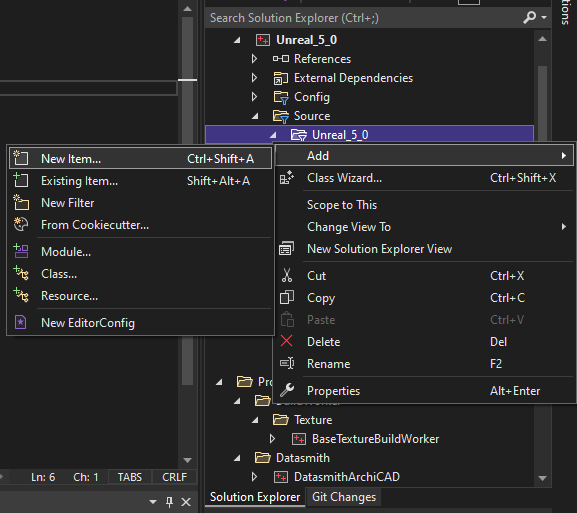 Search Solution Explorer (Ctrl+;)
Unreal_5_0
References
External Dependencies
Config
Source
Unreal_5_0
New Item... Ctrl+Shift+A
Existing Item... Shift+Alt+A
New Filter
From Cookiecutter...
Module...
Class...
Resource...
New EditorConfig
Add
Class Wizard... Ctrl+Shift+X
Scope to This
Change View To
New Solution Explorer View
Cut Ctrl+X
Copy Ctrl+C
Paste Ctrl+V
Delete Del
Rename F2
Properties Alt+Enter
Texture
BaseTextureBuildWorker
Datasmith
DatasmithArchiCAD
Ln: 6 Ch: 1 TABS CRLF
Solution Explorer Git Changes